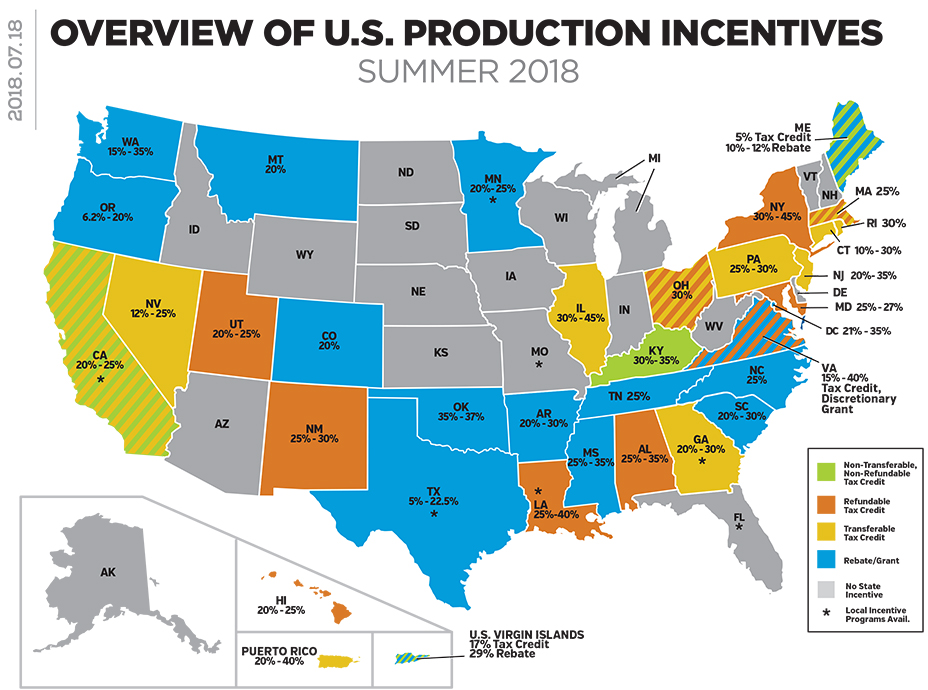 2018.07.18
OVERVIEW OF U.S. PRODUCTION INCENTIVES
SUMMER 2018
WA
15% - 35%
MT
20%
ND
MN
20% - 25%
*
MI
ME
5% Tax Credit
10% - 12% Rebate
VT
NH
MA 25%
OR
6.2% - 20%
ID
SD
WI
NY
30% - 45%
RI 30%
CT 10% - 30%
WY
IA
PA
25% - 30%
NJ 20% - 35%
NE
DE
MD 25% - 27%
NV
12% - 25%
UT
20% - 25%
CO
20%
IL
30% - 45%
IN
OH
30%
WV
DC 21% - 35%
CA
20% - 25%
*
KS
MO
*
KY
30% - 35%
VA
15% - 40%
Tax Credit,
Discretionary
Grant
NC
25%
TN 25%
AZ
NM
25% - 30%
OK
35% - 37%
AR
20% - 30%
SC
20% - 30%
MS
25% - 35%
AL
25% - 35%
GA
20% - 30%
*
TX
5% - 22.5%
*
*
LA
25% - 40%
FL
*
Non-Transferable,
Non-Refundable
Tax Credit
Refundable
Tax Credit
Transferable
Tax Credit
Rebate/Grant
No State
Incentive
* Local Incentive
Programs Avail.
AK
HI
20% - 25%
PUERTO RICO
20% - 40%
U.S. VIRGIN ISLANDS
17% Tax Credit
29% Rebate